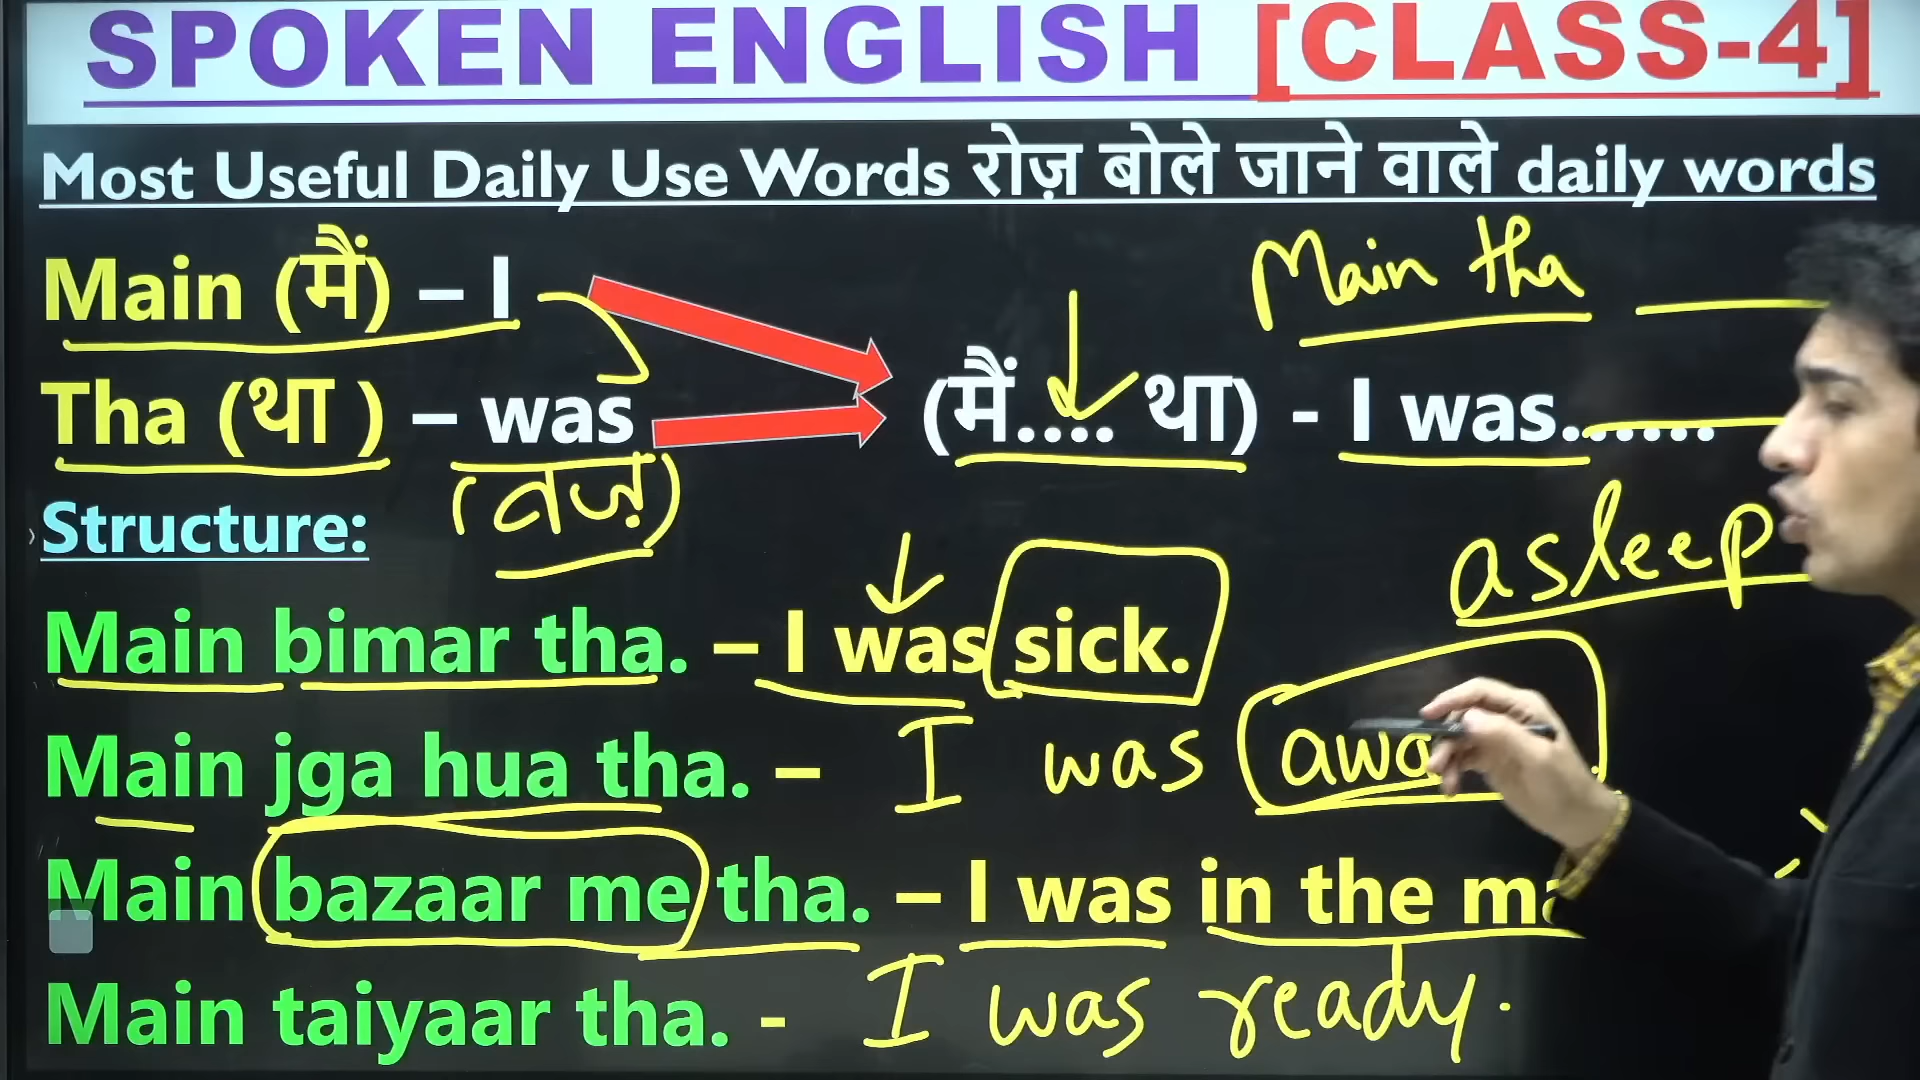 SPOKEN ENGLISH [CLASS-4]
Most Useful Daily Use Words रोज़ बोले जाने वाले daily words
Main (मैं) – I
Main tha
Tha (था ) – was
(मैं.... था) - I was.......
(वज़)
Structure:
asleep
Main bimar tha. – I was sick.
Main jga hua tha. – I was
Main bazaar me tha. – I was in the
Main taiyaar tha. - I was ready.